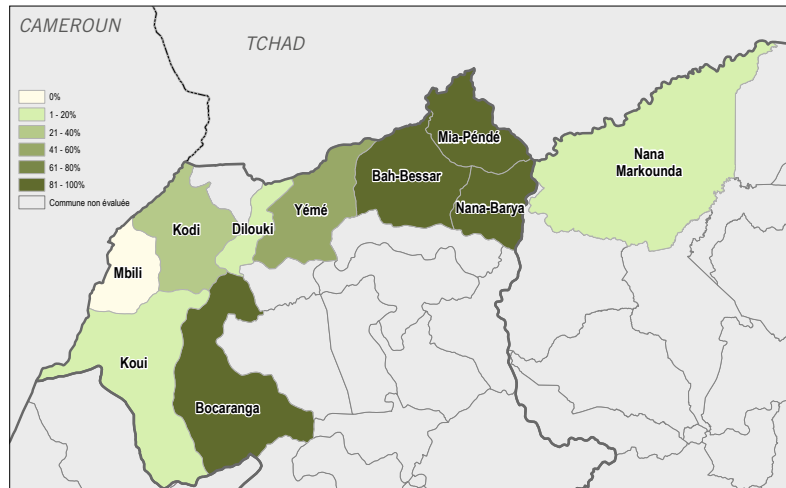 CAMEROUN
TCHAD
0%
1 - 20%
21 - 40%
41 - 60%
61 - 80%
81 - 100%
Commune non évaluée
Mia-Péndé
Nana
Markounda
Bah-Bessar
Nana-Barya
Yémé
Dilouki
Kodi
Mbili
Koui
Bocaranga